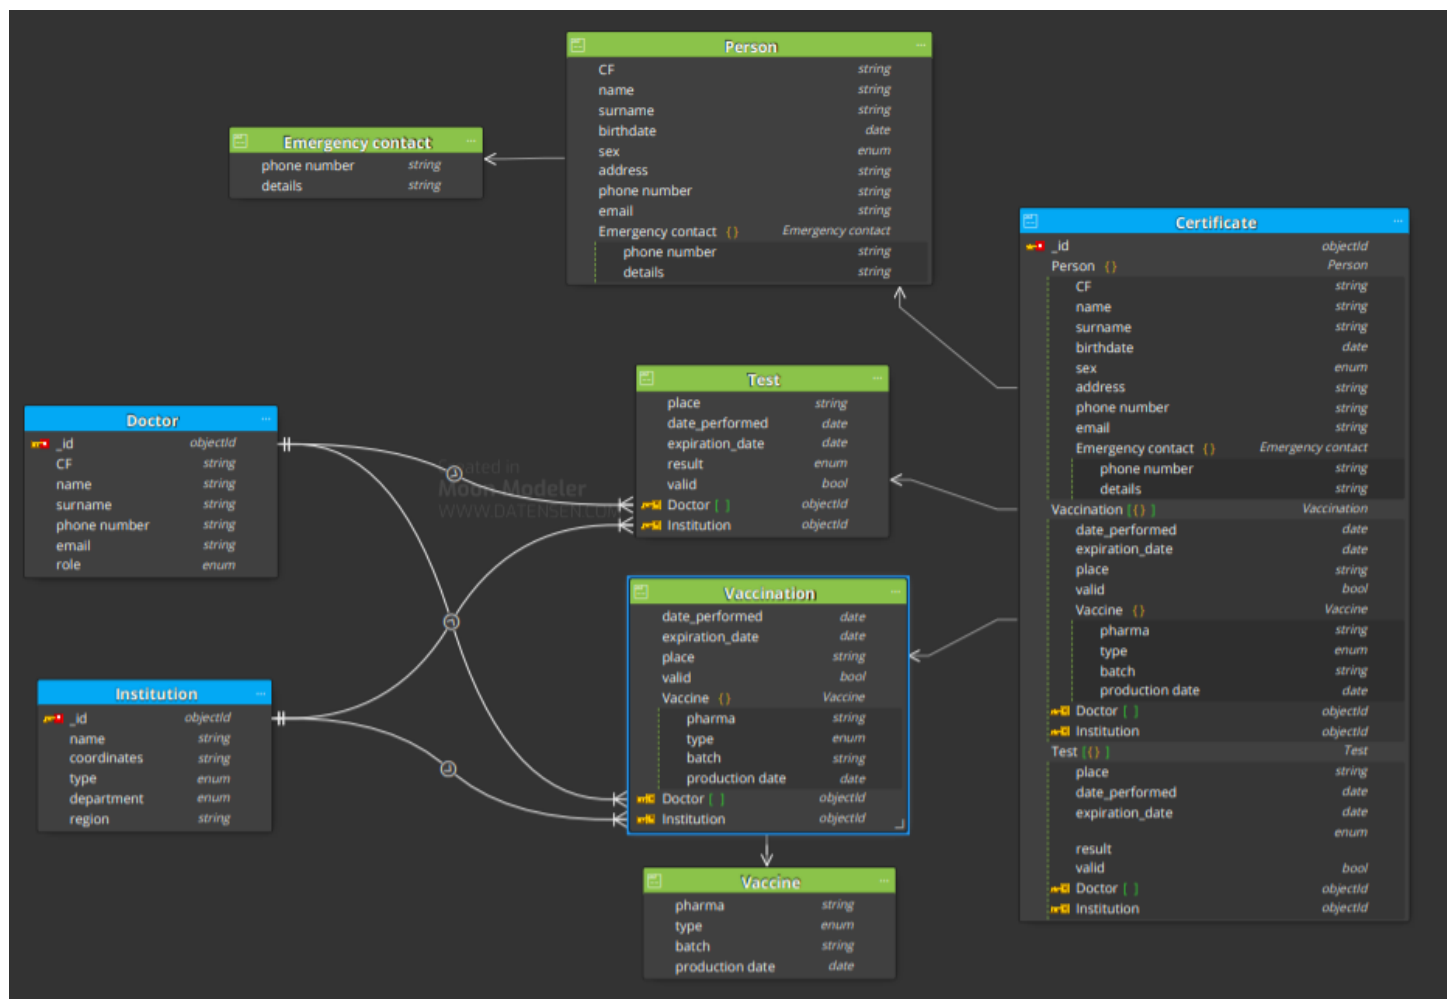 Person
CF string
name string
surname string
birthdate date
sex enum
address string
phone number string
email string
Emergency contact {} Emergency contact
phone number string
details string
Emergency contact
phone number string
details string
Certificate
_id objectId
Person {} Person
CF string
name string
surname string
birthdate date
sex enum
address string
phone number string
email string
Emergency contact {} Emergency contact
phone number string
details string
Vaccination [{}] Vaccination
date_performed date
expiration_date date
place string
valid bool
Vaccine {} Vaccine
pharma string
type enum
batch string
production date date
Doctor [] objectId
Institution objectId
Test [{}] Test
place string
date_performed date
expiration_date date
enum
result
valid bool
Doctor [] objectId
Institution objectId
Test
place string
date_performed date
expiration_date date
result enum
valid bool
Doctor [] objectId
Institution objectId
Doctor
_id objectId
CF string
name string
surname string
phone number string
email string
role enum
Created in
Moon Modeler
WWW.DATENSEN.COM
Vaccination
date_performed date
expiration_date date
place string
valid bool
Vaccine {} Vaccine
pharma string
type enum
batch string
production date date
Doctor [] objectId
Institution objectId
Institution
_id objectId
name string
coordinates string
type enum
department enum
region string
Vaccine
pharma string
type enum
batch string
production date date